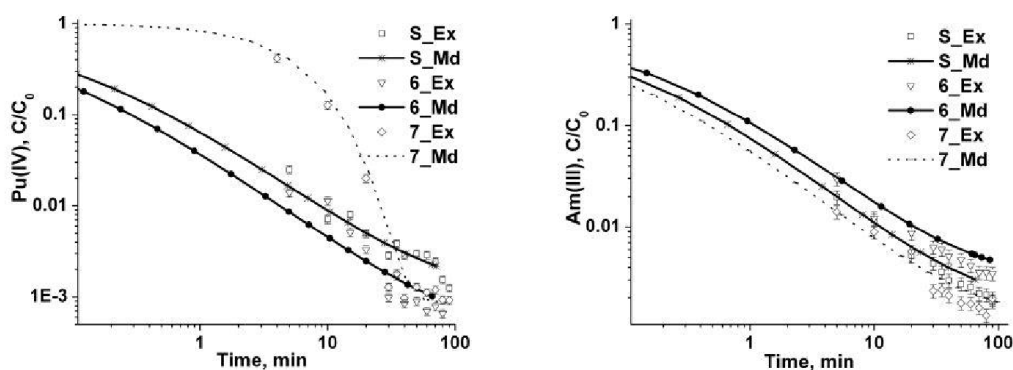 Pu(IV), C/C₀
1
0.1
0.01
1E-3
1
10
100
Time, min
S_Ex
S_Md
6_Ex
6_Md
7_Ex
7_Md
Am(III), C/C₀
0.1
0.01
1
10
100
Time, min
S_Ex
S_Md
6_Ex
6_Md
7_Ex
7_Md